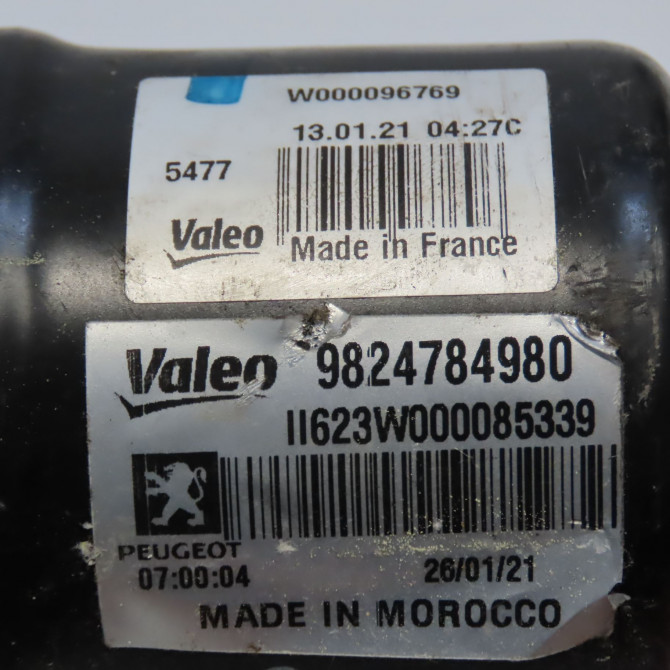 W000096769
13.01.21 04:27C
5477
Valeo
Made in France
Valeo 9824784980
II623W000085339
PEUGEOT
07:00:04 26/01/21
MADE IN MOROCCO